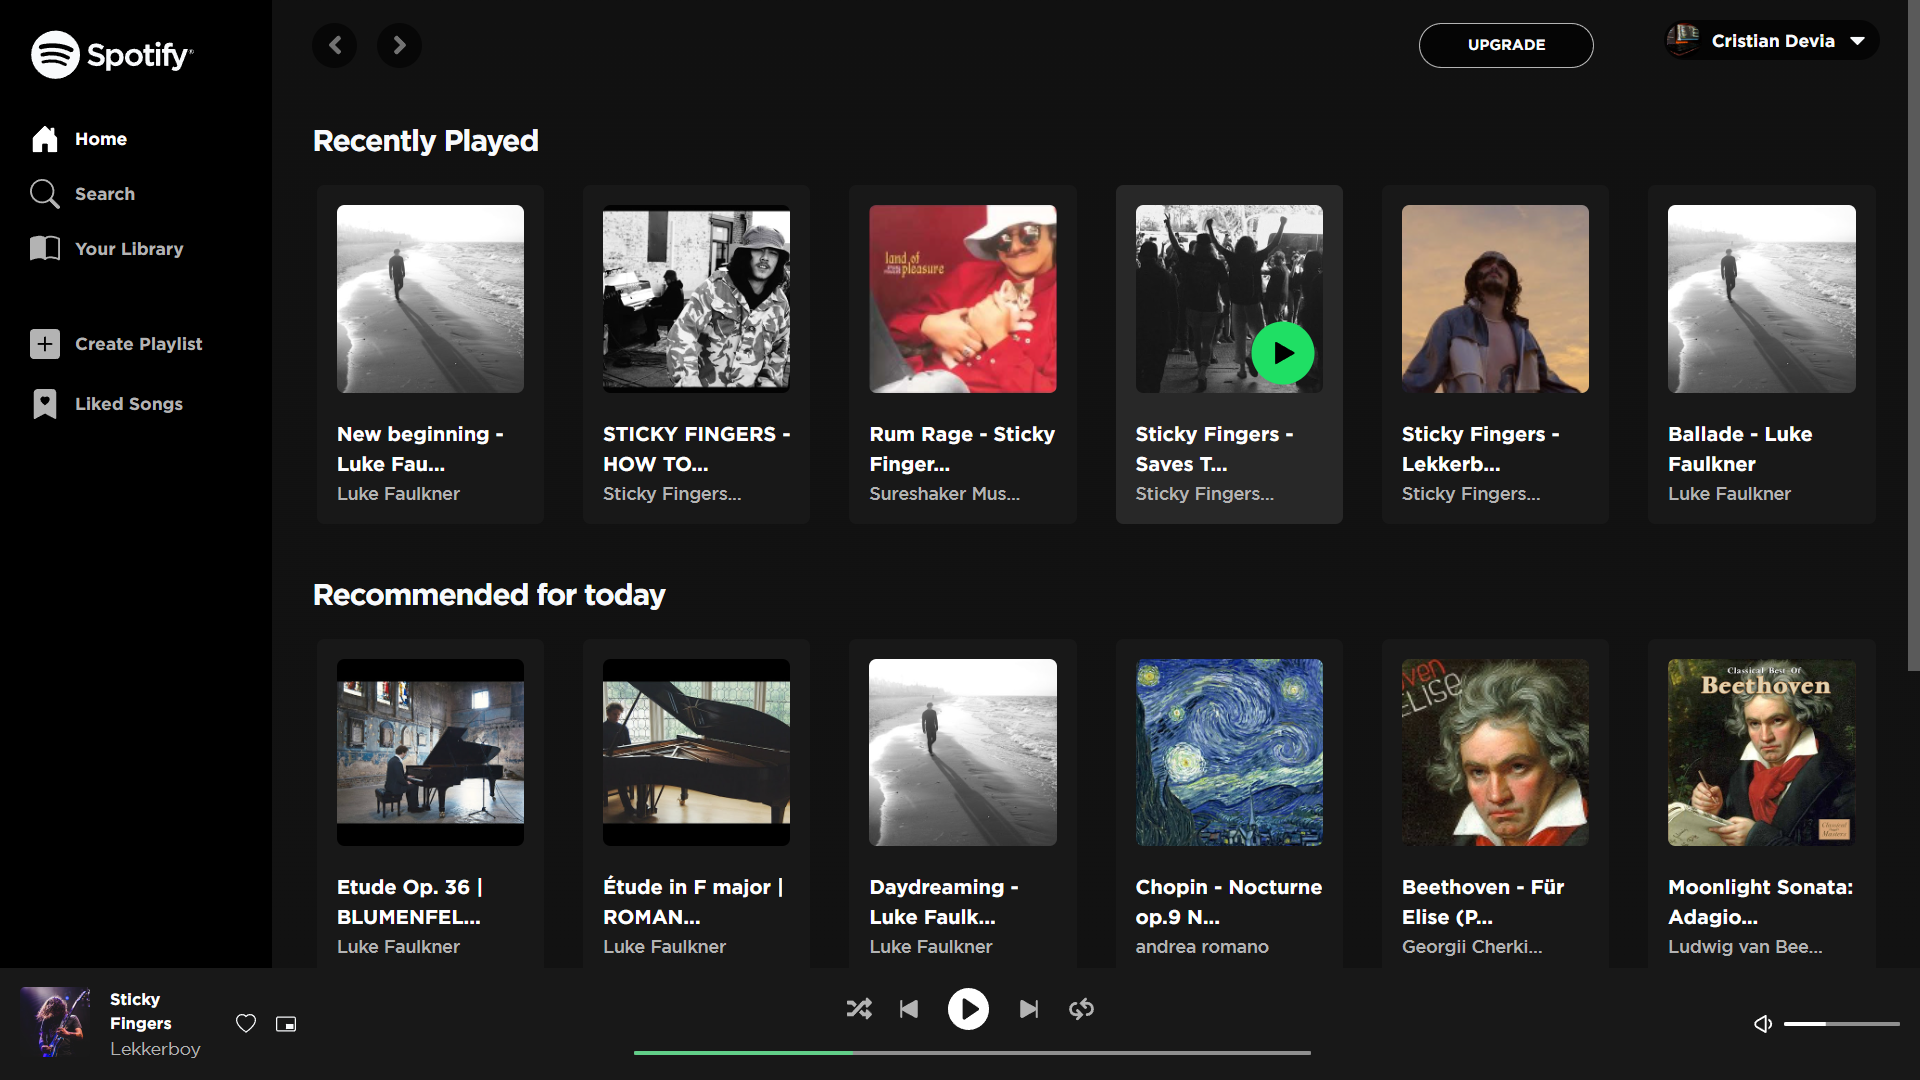 Spotify
Home
Search
Your Library
Create Playlist
Liked Songs
UPGRADE
Cristian Devia
Recently Played
land of
pleasure
New beginning -
Luke Fau...
Luke Faulkner
STICKY FINGERS -
HOW TO...
Sticky Fingers...
Rum Rage - Sticky
Finger...
Sureshaker Mus...
Sticky Fingers -
Saves T...
Sticky Fingers...
Sticky Fingers -
Lekkerb...
Sticky Fingers...
Ballade - Luke
Faulkner
Luke Faulkner
Recommended for today
ELISE
Classical Best Of
Beethoven
Etude Op. 36 |
BLUMENFEL...
Luke Faulkner
Étude in F major |
ROMAN...
Luke Faulkner
Daydreaming -
Luke Faulk...
Luke Faulkner
Chopin - Nocturne
op.9 N...
andrea romano
Beethoven - Für
Elise (P...
Georgii Cherki...
Moonlight Sonata:
Adagio...
Ludwig van Bee...
Sticky
Fingers
Lekkerboy